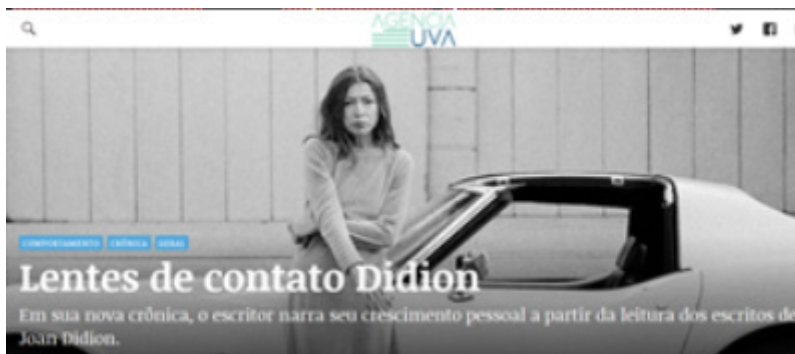 AGÊNCIA
UVA
COMPORTAMENTO CRÔNICA GERAL
Lentes de contato Didion
Em sua nova crônica, o escritor narra seu crescimento pessoal a partir da leitura dos escritos de
Joan Didion.